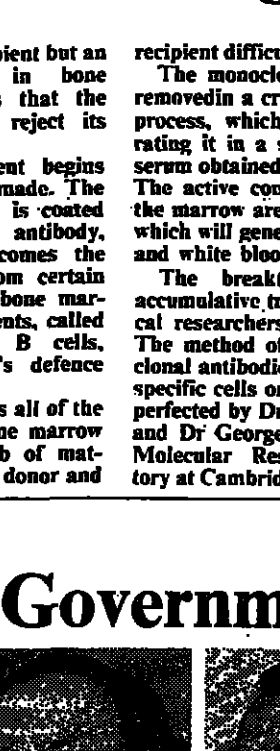 pient but an
in bone
that the
reject its
ent begins
made. The
is coated
antibody,
comes the
om certain
bone mar-
ents, called
B cells,
's defence
s all of the
ne marrow
b of mat-
donor and
recipient difficu
The monoclo
removedin a cr
process, which
rating it in a s
serum obtained
The active con
the marrow are
which will gene
and white bloo
The breakt
accumulative tr
cal researchers
The method of
clonal antibodie
specific cells or
perfected by Dr
and Dr George
Molecular Res
tory at Cambrid
Governm